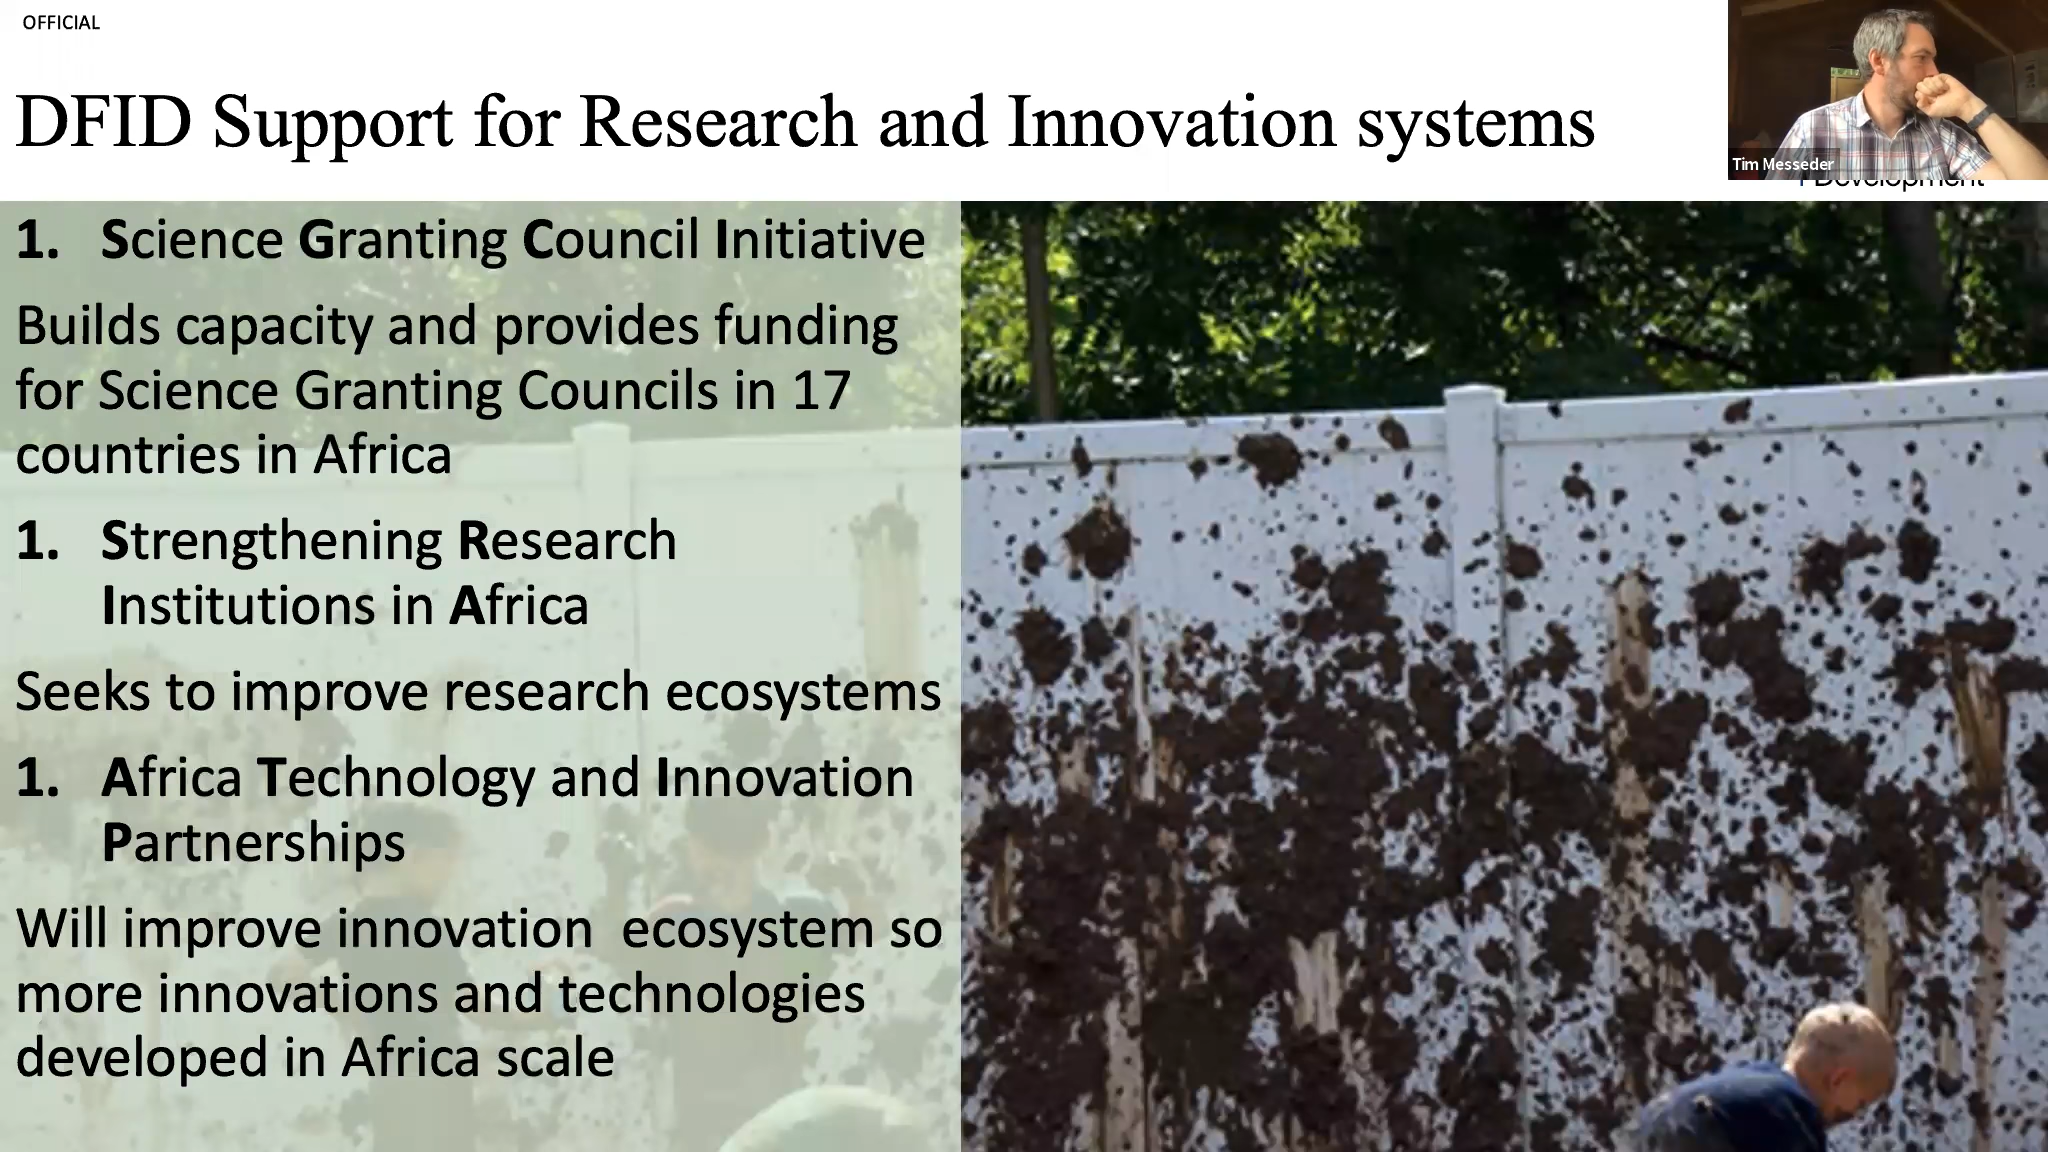 OFFICIAL
DFID Support for Research and Innovation systems
Tim Messeder
Development
1. Science Granting Council Initiative
Builds capacity and provides funding
for Science Granting Councils in 17
countries in Africa
1. Strengthening Research
Institutions in Africa
Seeks to improve research ecosystems
1. Africa Technology and Innovation
Partnerships
Will improve innovation  ecosystem so
more innovations and technologies
developed in Africa scale